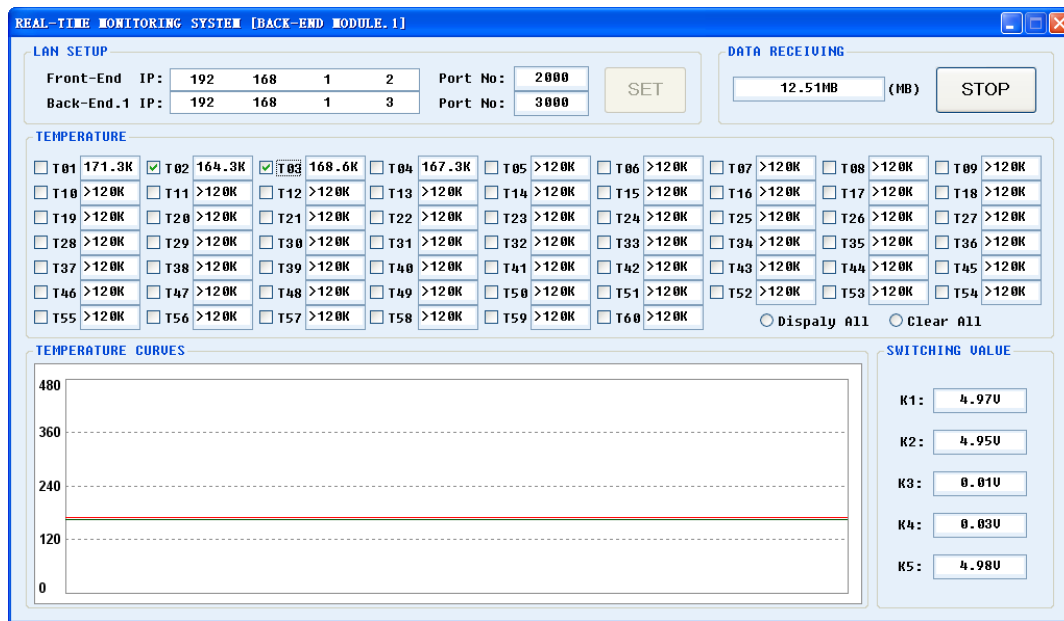 REAL-TIME MONITORING SYSTEM [BACK-END MODULE.1]
LAN SETUP
Front-End IP: 192 168 1 2 Port No: 2000
Back-End.1 IP: 192 168 1 3 Port No: 3000
SET
DATA RECEIVING
12.51MB (MB) STOP
TEMPERATURE
T01 171.3K T02 164.3K T03 168.6K T04 167.3K T05 >120K T06 >120K T07 >120K T08 >120K T09 >120K
T10 >120K T11 >120K T12 >120K T13 >120K T14 >120K T15 >120K T16 >120K T17 >120K T18 >120K
T19 >120K T20 >120K T21 >120K T22 >120K T23 >120K T24 >120K T25 >120K T26 >120K T27 >120K
T28 >120K T29 >120K T30 >120K T31 >120K T32 >120K T33 >120K T34 >120K T35 >120K T36 >120K
T37 >120K T38 >120K T39 >120K T40 >120K T41 >120K T42 >120K T43 >120K T44 >120K T45 >120K
T46 >120K T47 >120K T48 >120K T49 >120K T50 >120K T51 >120K T52 >120K T53 >120K T54 >120K
T55 >120K T56 >120K T57 >120K T58 >120K T59 >120K T60 >120K Dispaly All Clear All
TEMPERATURE CURVES
480
360
240
120
0
SWITCHING VALUE
K1: 4.97V
K2: 4.95V
K3: 0.01V
K4: 0.03V
K5: 4.98V